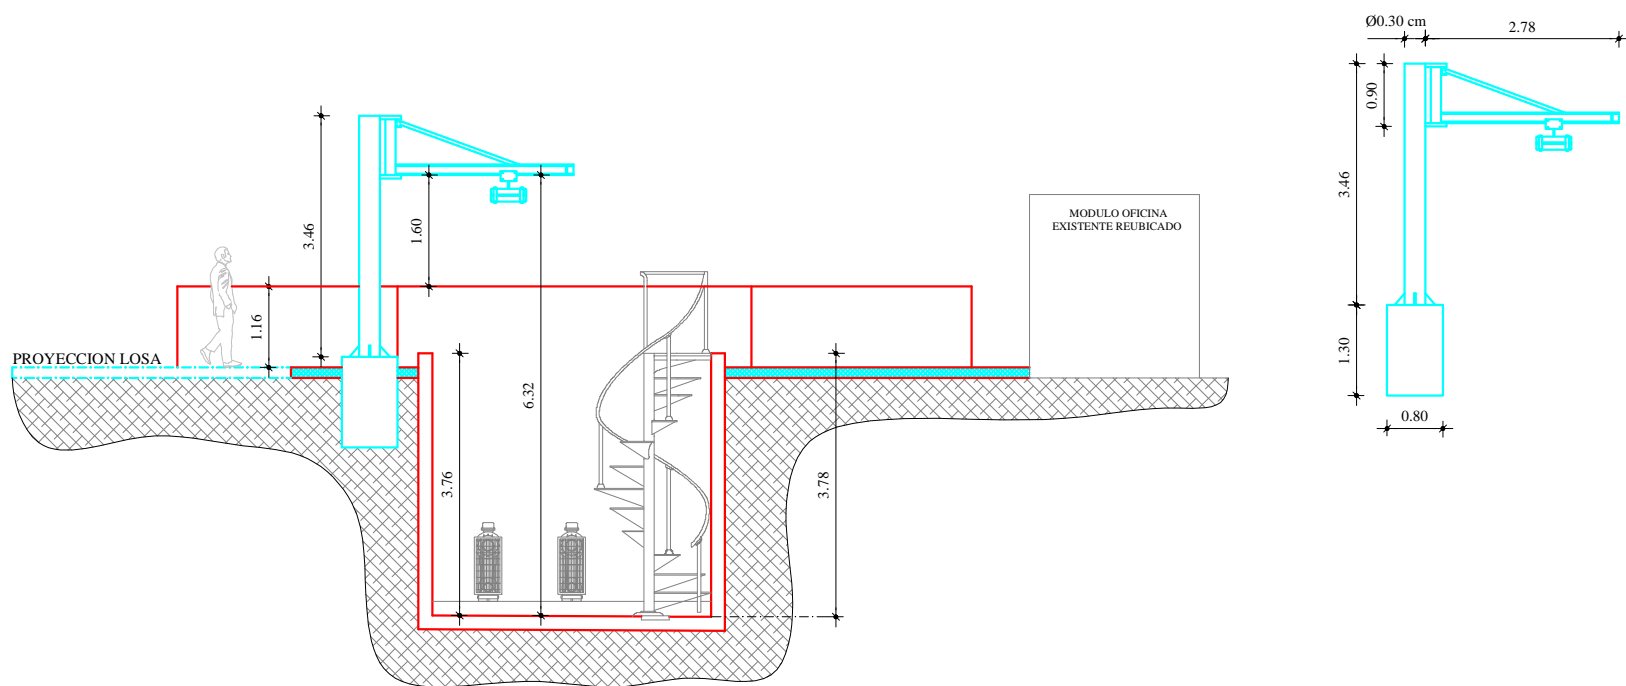 Ø0.30 cm
2.78
0.90
3.46
1.30
0.80
3.46
1.60
MODULO OFICINA
EXISTENTE REUBICADO
1.16
PROYECCION LOSA
6.32
3.76
3.78